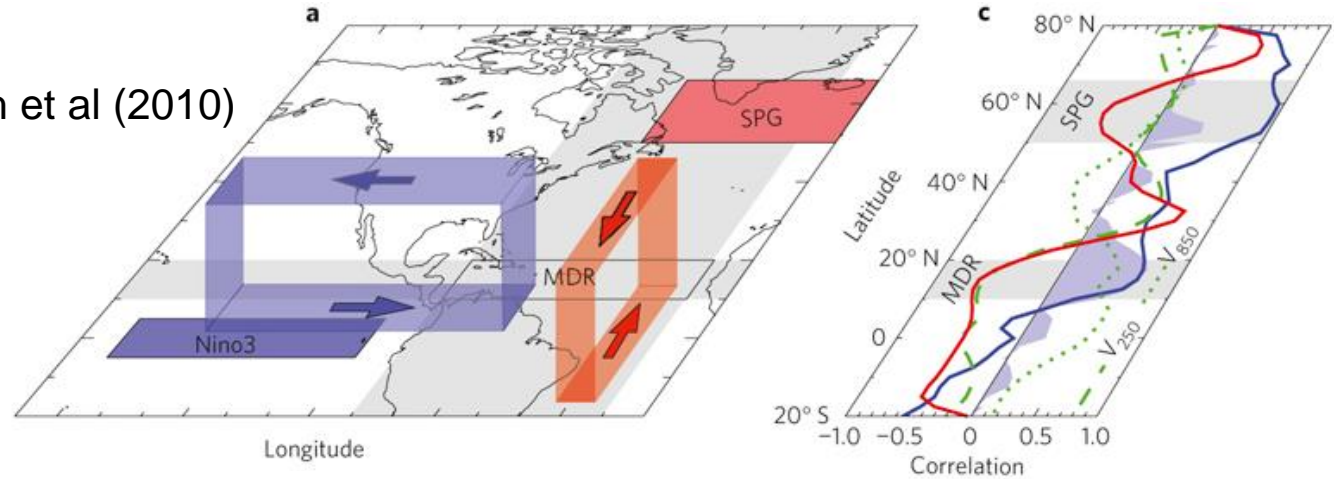 a
n et al (2010)
SPG
MDR
Nino3
Longitude
c
80° N
60° N
40° N
20° N
0
20° S
Latitude
SPG
MDR
V850
V250
−1.0 −0.5 0 0.5 1.0
Correlation